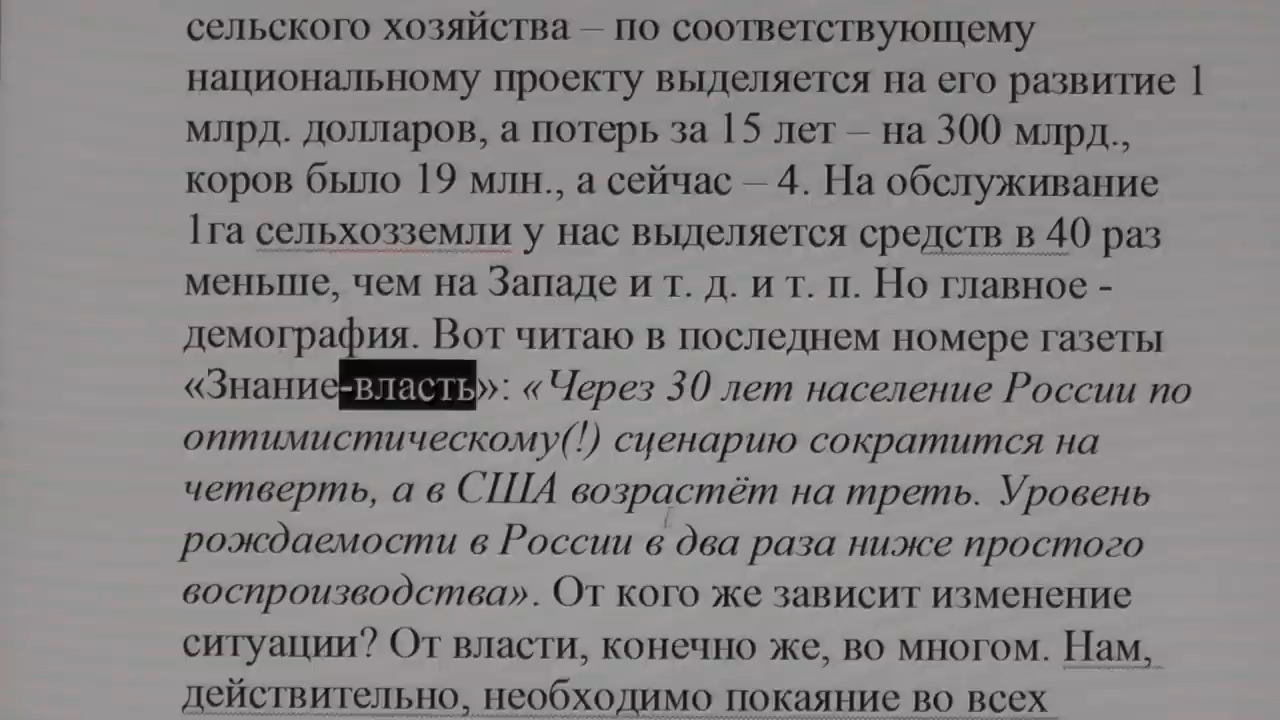 сельского хозяйства – по соответствующему
национальному проекту выделяется на его развитие 1
млрд. долларов, а потерь за 15 лет – на 300 млрд.,
коров было 19 млн., а сейчас – 4. На обслуживание
1га сельхозземли у нас выделяется средств в 40 раз
меньше, чем на Западе и т. д. и т. п. Но главное -
демография. Вот читаю в последнем номере газеты
«Знание-власть»: «Через 30 лет население России по
оптимистическому(!) сценарию сократится на
четверть, а в США возрастёт на треть. Уровень
рождаемости в России в два раза ниже простого
воспроизводства». От кого же зависит изменение
ситуации? От власти, конечно же, во многом. Нам,
действительно, необходимо покаяние во всех